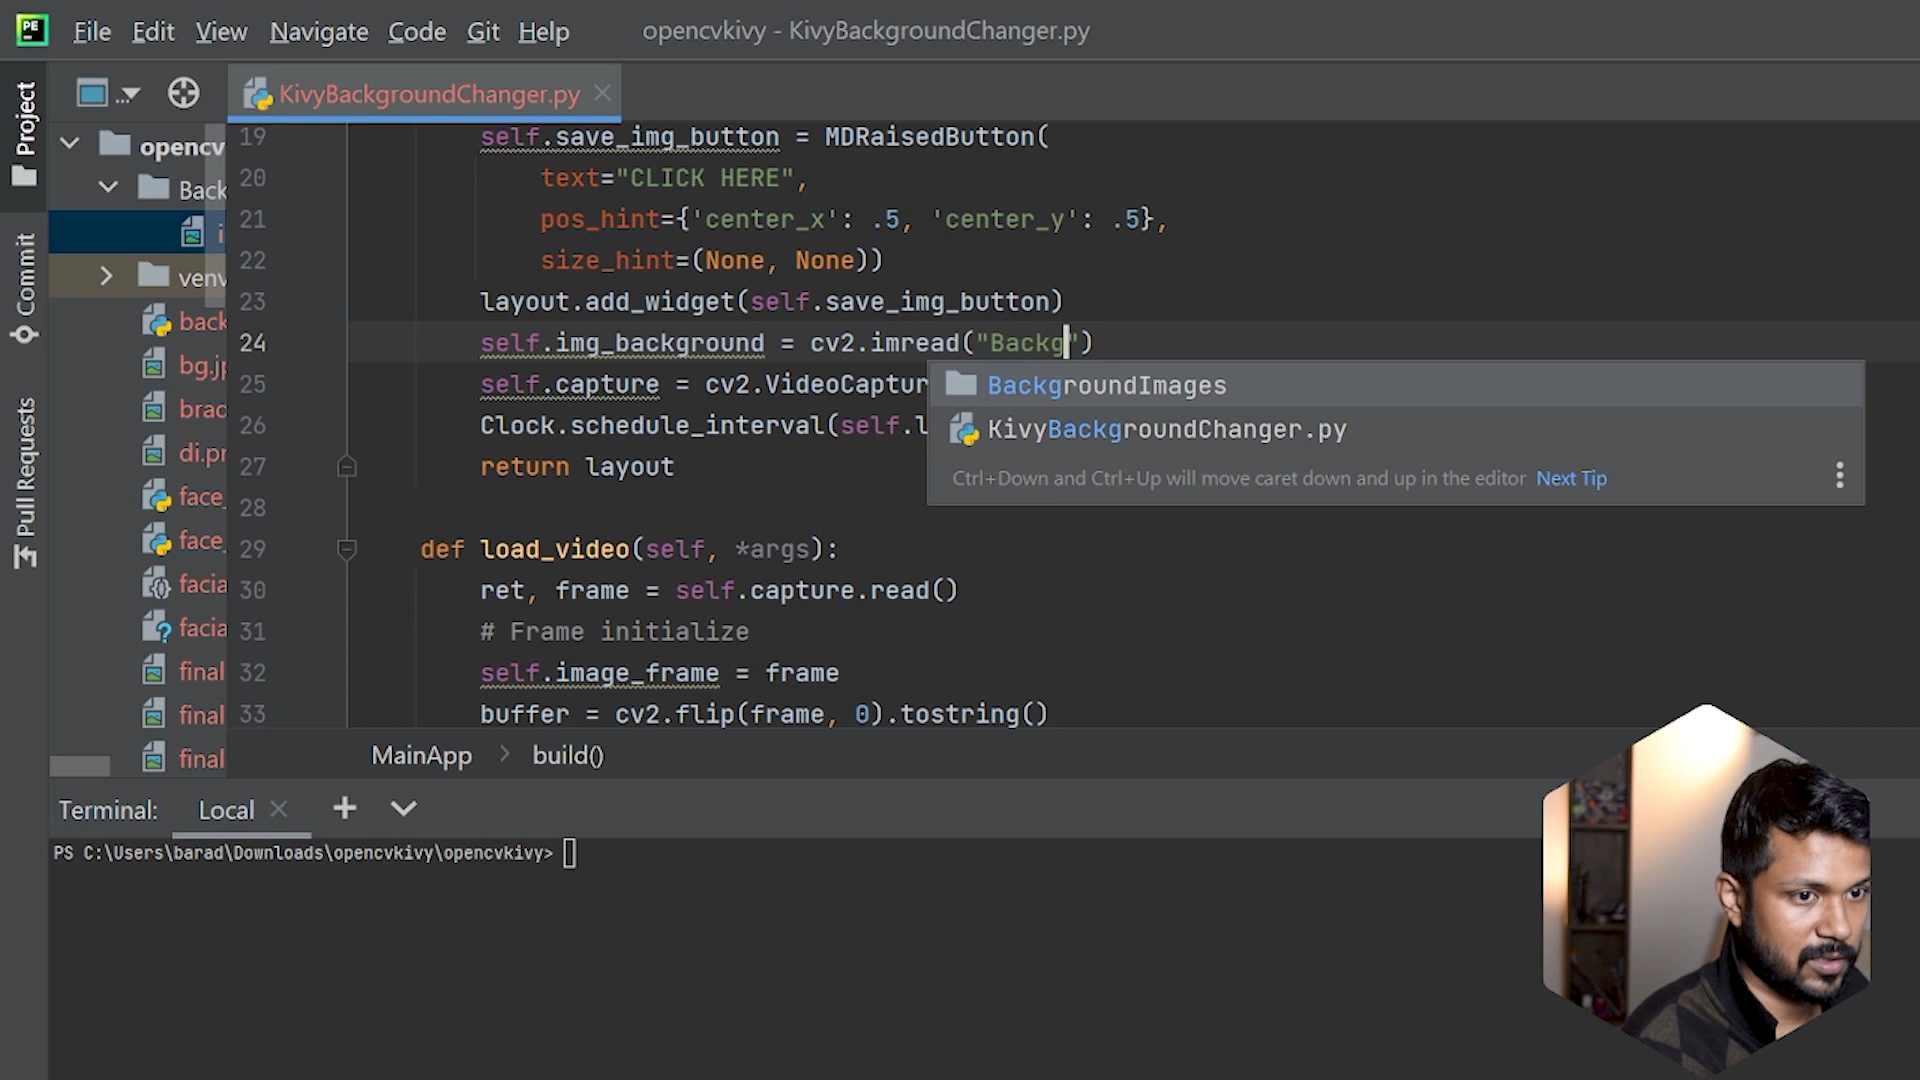 PE File Edit View Navigate Code Git Help opencvkivy - KivyBackgroundChanger.py
Project
Commit
Pull Requests
KivyBackgroundChanger.py
opencv
Back
i
venv
back
bg.jp
brac
di.pr
face_
face_
facia
facia
final
final
final
19 self.save_img_button = MDRaisedButton(
20 text="CLICK HERE",
21 pos_hint={'center_x': .5, 'center_y': .5},
22 size_hint=(None, None))
23 layout.add_widget(self.save_img_button)
24 self.img_background = cv2.imread("Backg")
25 self.capture = cv2.VideoCaptur
26 Clock.schedule_interval(self.l
27 return layout
28
29 def load_video(self, *args):
30 ret, frame = self.capture.read()
31 # Frame initialize
32 self.image_frame = frame
33 buffer = cv2.flip(frame, 0).tostring()
BackgroundImages
KivyBackgroundChanger.py
Ctrl+Down and Ctrl+Up will move caret down and up in the editor Next Tip
MainApp > build()
Terminal: Local
PS C:\Users\barad\Downloads\opencvkivy\opencvkivy>